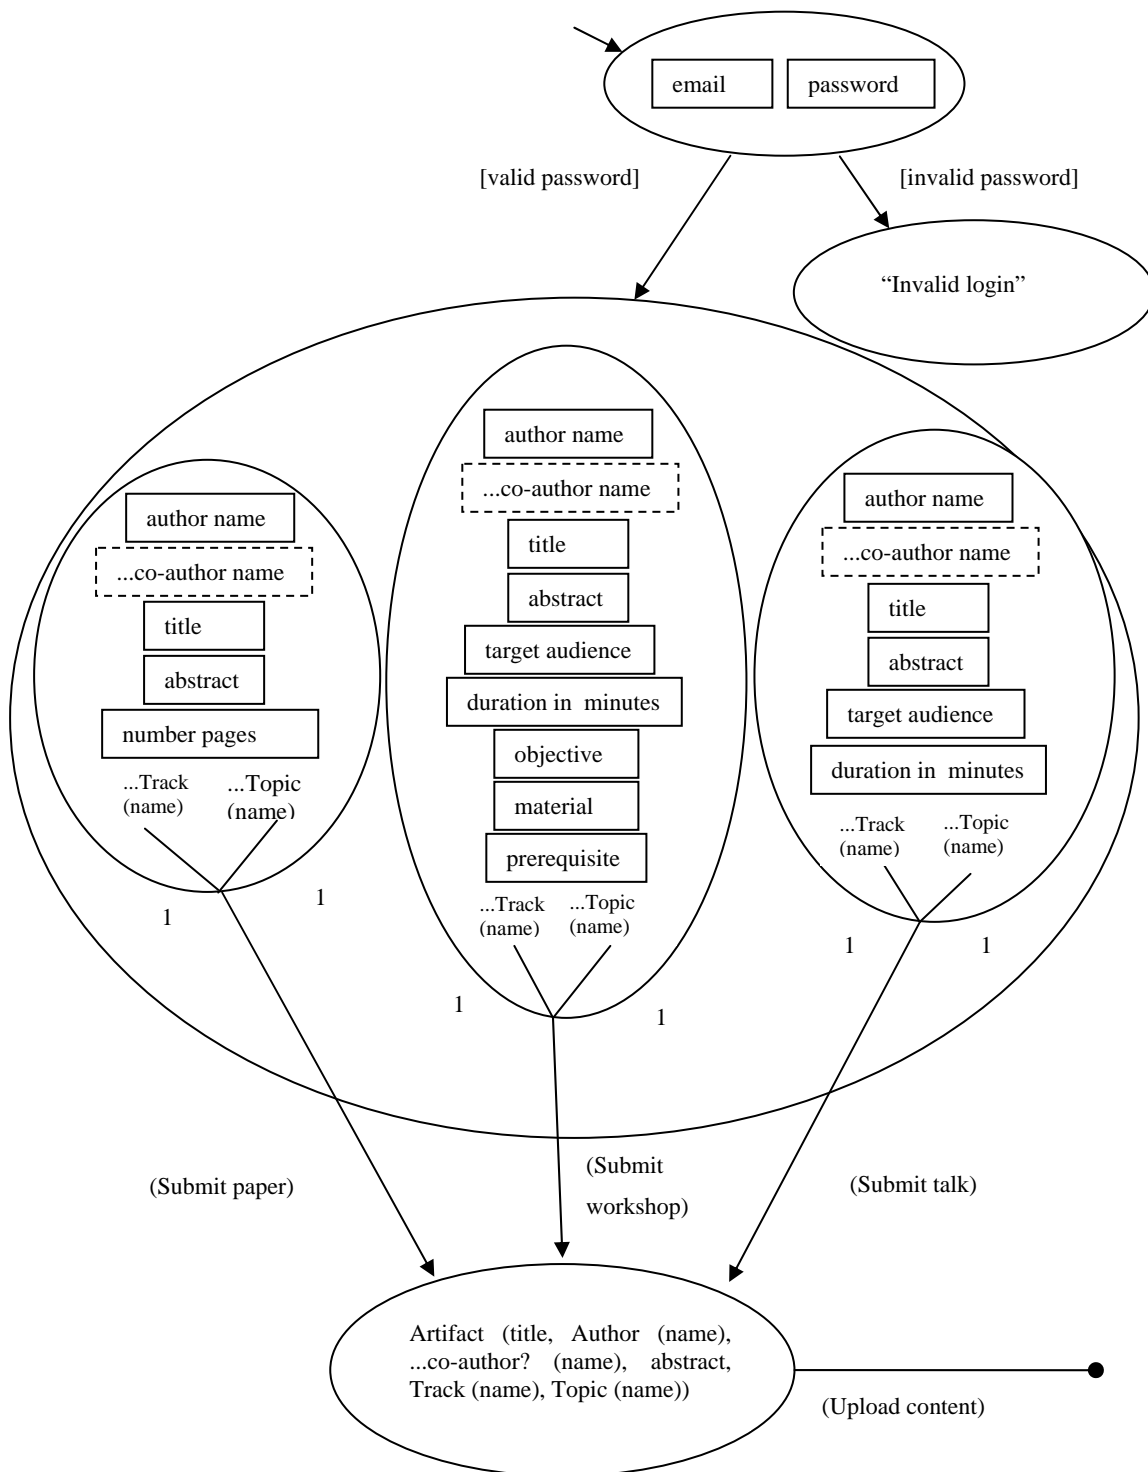 email
password
[valid password]
[invalid password]
“Invalid login”
author name
...co-author name
title
abstract
number pages
...Track
(name)
...Topic
(name)
1
1
author name
...co-author name
title
abstract
target audience
duration in minutes
objective
material
prerequisite
...Track
(name)
...Topic
(name)
1
1
author name
...co-author name
title
abstract
target audience
duration in minutes
...Track
(name)
...Topic
(name)
1
1
(Submit paper)
(Submit
workshop)
(Submit talk)
Artifact (title, Author (name),
...co-author? (name), abstract,
Track (name), Topic (name))
(Upload content)